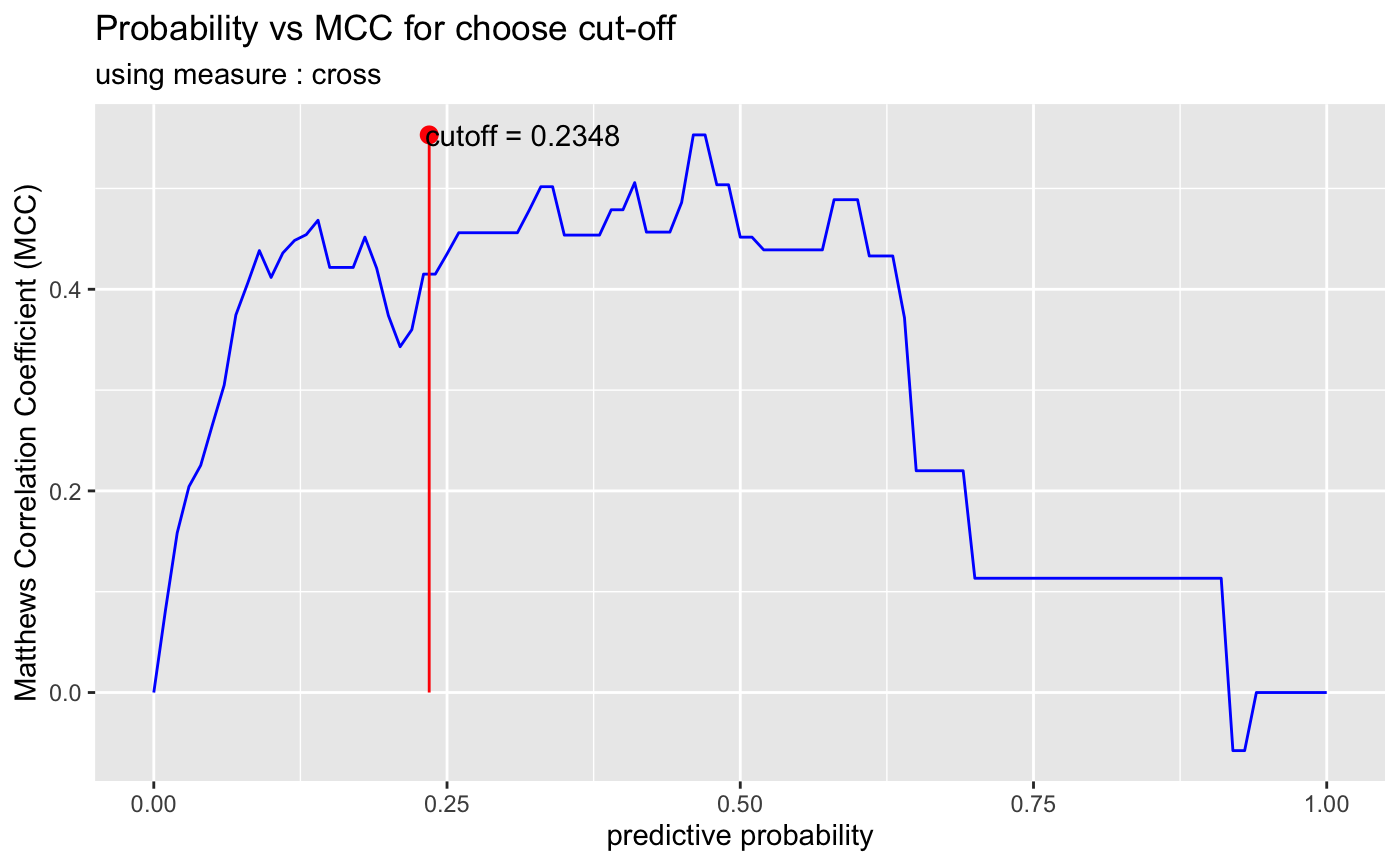 Probability vs MCC for choose cut-off
using measure : cross
cutoff = 0.2348
Matthews Correlation Coefficient (MCC)
0.4
0.2
0.0
0.00 0.25 0.50 0.75 1.00
predictive probability